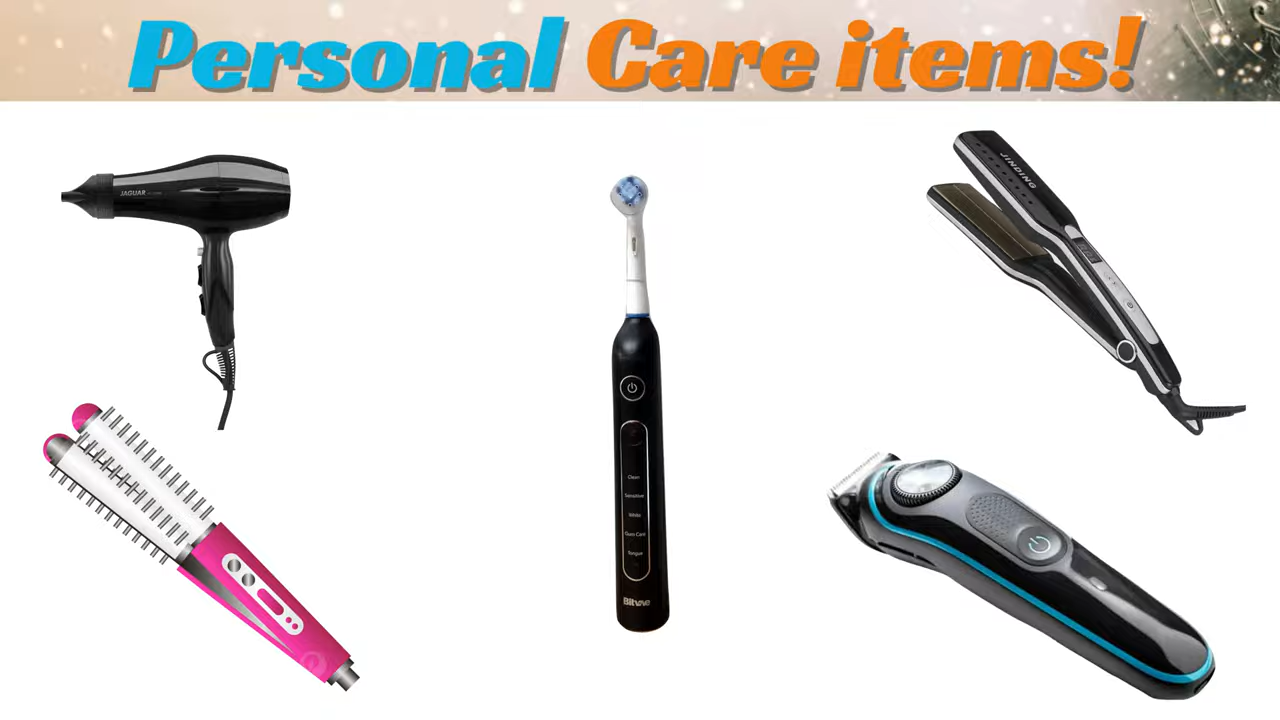 Personal Care items!
JAGUAR
JINDING
Clean
Sensitive
White
Gum Care
Tongue
Bitvae